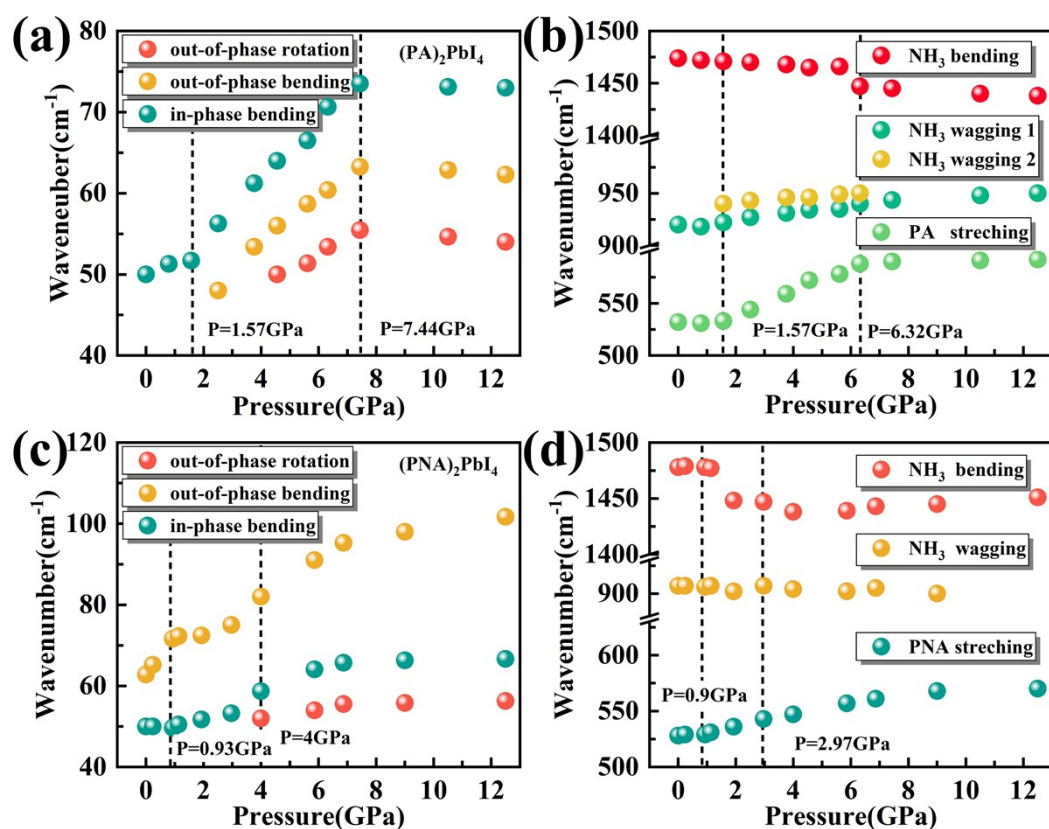 (a)
80
70
60
50
40
Waveneuber(cm⁻¹)
out-of-phase rotation
out-of-phase bending
in-phase bending
(PA)₂PbI₄
P=1.57GPa
P=7.44GPa
0 2 4 6 8 10 12
Pressure(GPa)
(b)
1500
1450
1400
950
900
550
500
Wavenumber(cm⁻¹)
NH₃ bending
NH₃ wagging 1
NH₃ wagging 2
PA streching
P=1.57GPa
P=6.32GPa
0 2 4 6 8 10 12
Pressure(GPa)
(c)
120
100
80
60
40
Wavenumber(cm⁻¹)
out-of-phase rotation
out-of-phase bending
in-phase bending
(PNA)₂PbI₄
P=0.93GPa
P=4GPa
0 2 4 6 8 10 12
Pressure(GPa)
(d)
1500
1450
1400
900
550
500
Wavenumber(cm⁻¹)
NH₃ bending
NH₃ wagging
PNA streching
P=0.9GPa
P=2.97GPa
0 2 4 6 8 10 12
Pressure(GPa)